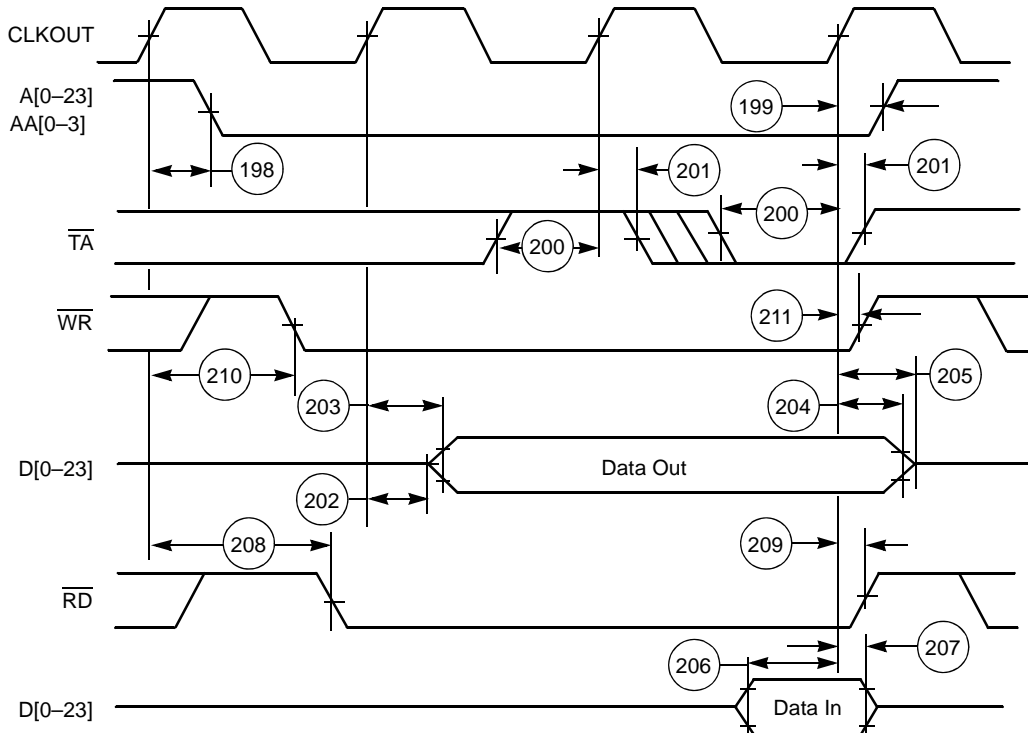 CLKOUT
A[0–23]
AA[0–3]
199
198
201
201
200
TA
200
WR
211
210
205
203
204
D[0–23]
Data Out
202
208
209
RD
206
207
D[0–23]
Data In